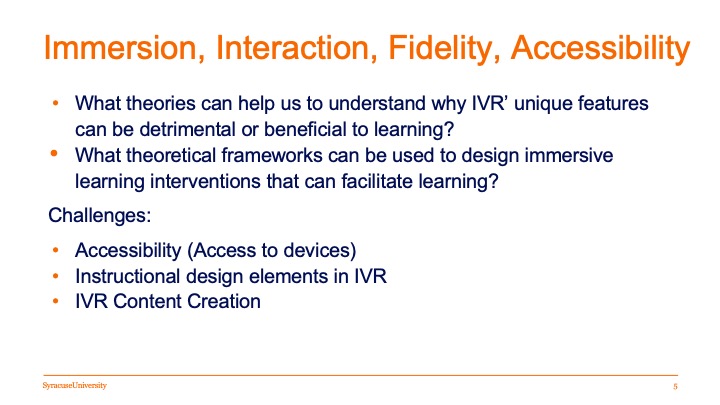 Immersion, Interaction, Fidelity, Accessibility
• What theories can help us to understand why IVR’ unique features
can be detrimental or beneficial to learning?
• What theoretical frameworks can be used to design immersive
learning interventions that can facilitate learning?
Challenges:
• Accessibility (Access to devices)
• Instructional design elements in IVR
• IVR Content Creation
SyracuseUniversity
5